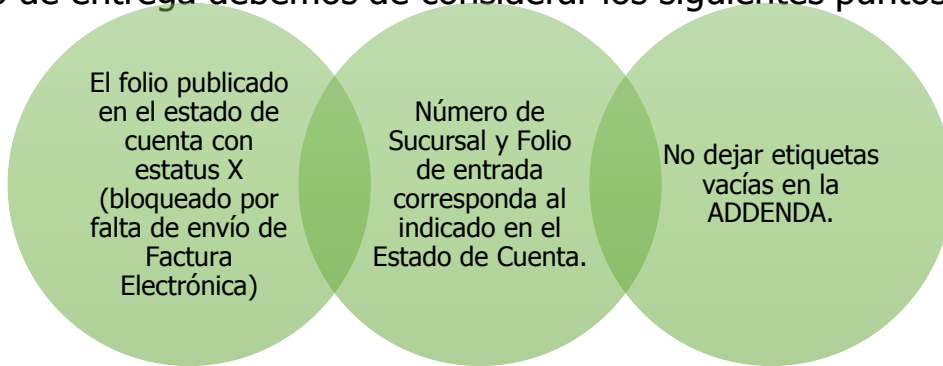 de entrega debemos de considerar los siguientes puntos
El folio publicado
en el estado de
cuenta con
estatus X
(bloqueado por
falta de envío de
Factura
Electrónica)
Número de
Sucursal y Folio
de entrada
corresponda al
indicado en el
Estado de Cuenta.
No dejar etiquetas
vacías en la
ADDENDA.